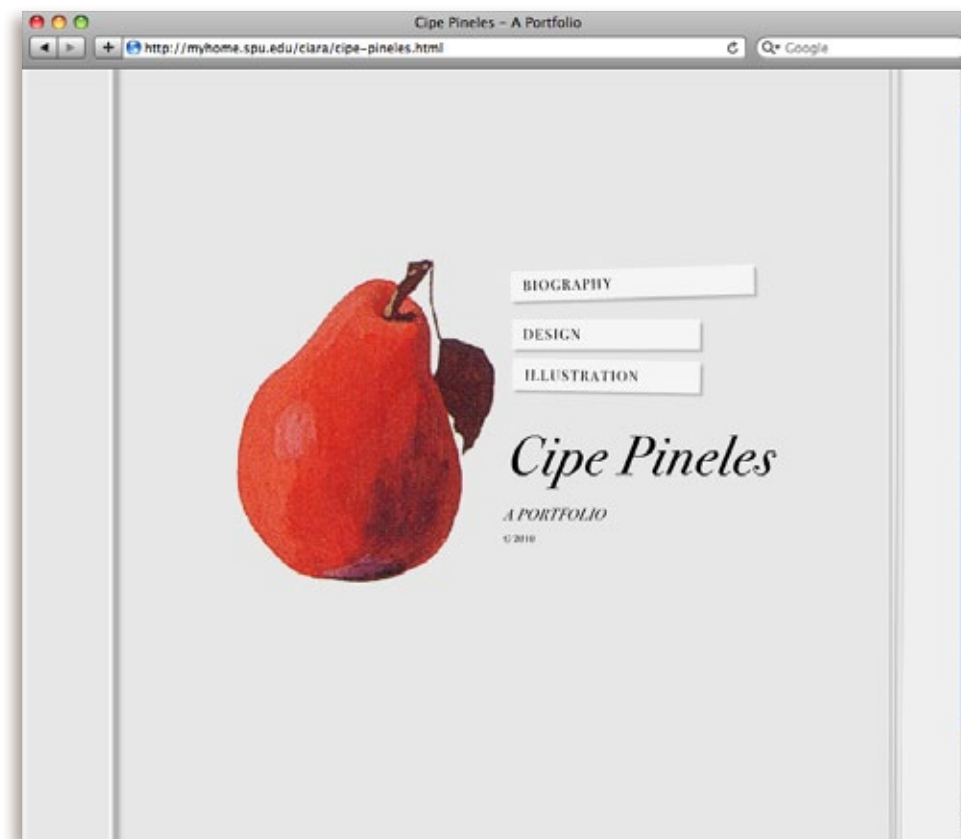 Cipe Pineles – A Portfolio
http://myhome.spu.edu/ciara/cipe-pineles.html
Google
BIOGRAPHY
DESIGN
ILLUSTRATION
Cipe Pineles
A PORTFOLIO
© 2010